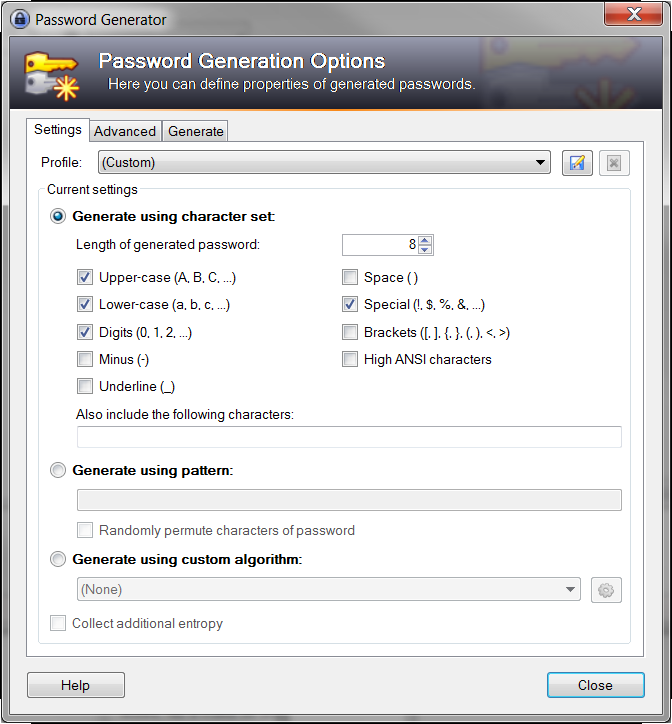 Password Generator
Password Generation Options
Here you can define properties of generated passwords.
Settings Advanced Generate
Profile: (Custom)
Current settings
Generate using character set:
Length of generated password: 8
Upper-case (A, B, C, ...) Space ( )
Lower-case (a, b, c, ...) Special (!, $, %, &, ...)
Digits (0, 1, 2, ...) Brackets ([, ], {, }, (, ), <, >)
Minus (-) High ANSI characters
Underline (_)
Also include the following characters:
Generate using pattern:
Randomly permute characters of password
Generate using custom algorithm:
(None)
Collect additional entropy
Help Close